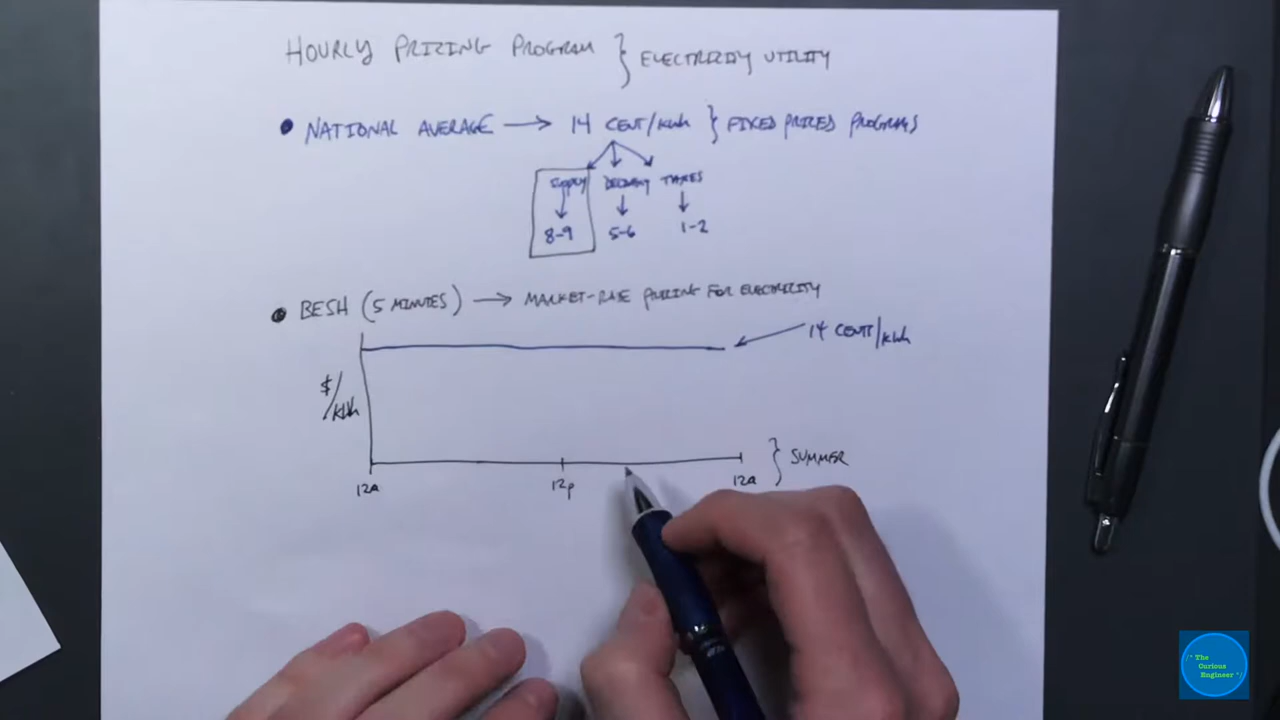 HOURLY PRICING PROGRAM } ELECTRICITY UTILITY
• NATIONAL AVERAGE → 14 CENT/kWh } FIXED PRICED PROGRAMS
SUPPLY DELIVERY TAXES
8-9 5-6 1-2
• BESH (5 MINUTES) → MARKET-RATE PRICING FOR ELECTRICITY
14 CENT/kWh
$/kWh
} SUMMER
12a 12p 12a
/* The
Curious
Engineer */